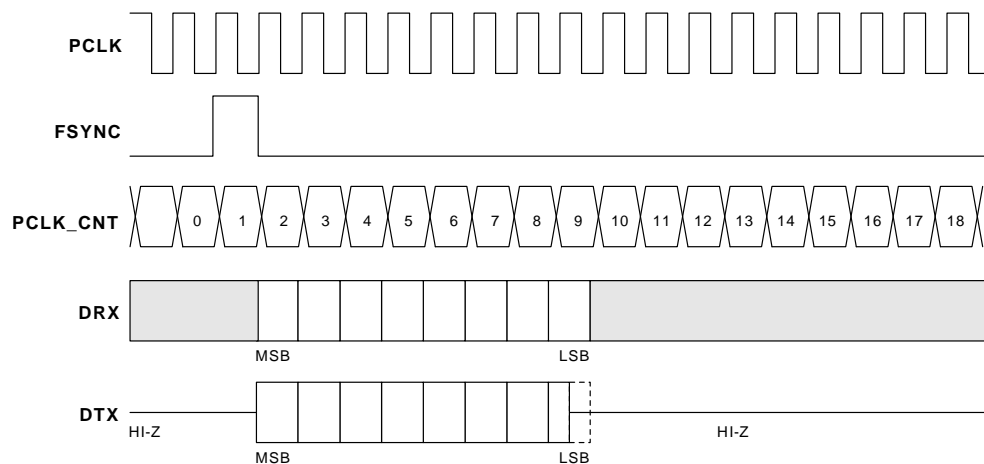 PCLK
FSYNC
PCLK_CNT 0 1 2 3 4 5 6 7 8 9 10 11 12 13 14 15 16 17 18
DRX
MSB LSB
DTX
HI-Z HI-Z
MSB LSB